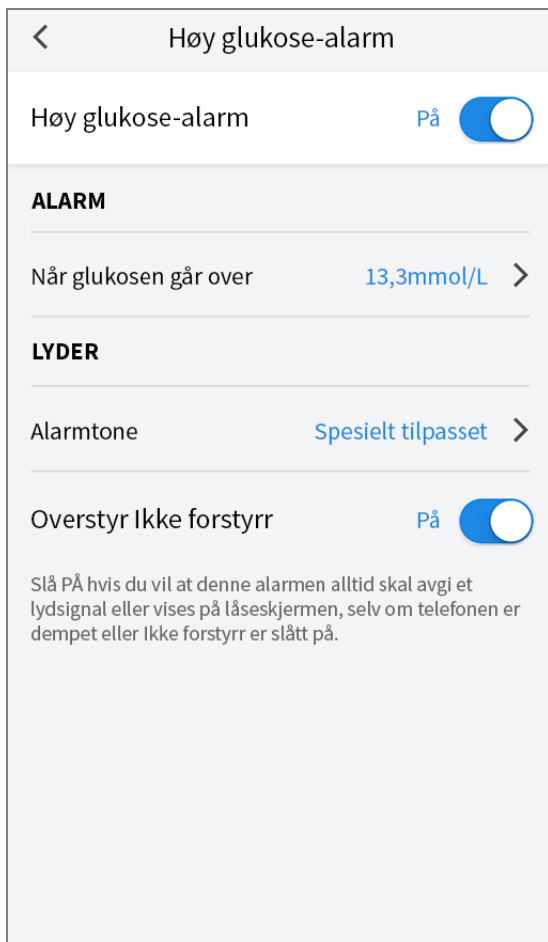 Høy glukose-alarm
Høy glukose-alarm På
ALARM
Når glukosen går over 13,3mmol/L
LYDER
Alarmtone Spesielt tilpasset
Overstyr Ikke forstyrr På
Slå PÅ hvis du vil at denne alarmen alltid skal avgi et
lydsignal eller vises på låseskjermen, selv om telefonen er
dempet eller Ikke forstyrr er slått på.